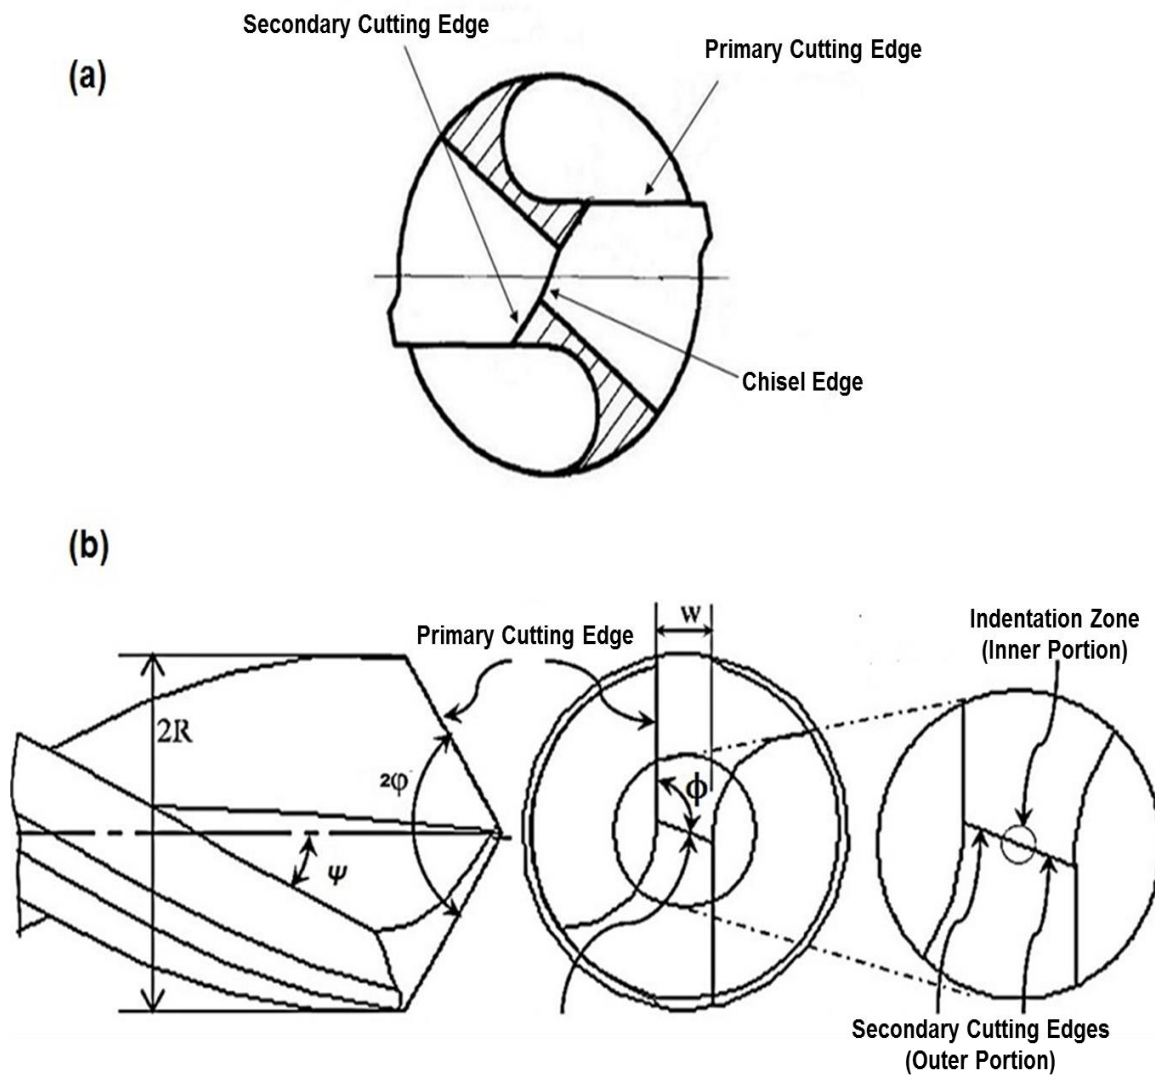 Secondary Cutting Edge
Primary Cutting Edge
(a)
Chisel Edge
(b)
W
Indentation Zone
(Inner Portion)
Primary Cutting Edge
2R
2φ
ϕ
ψ
Secondary Cutting Edges
(Outer Portion)